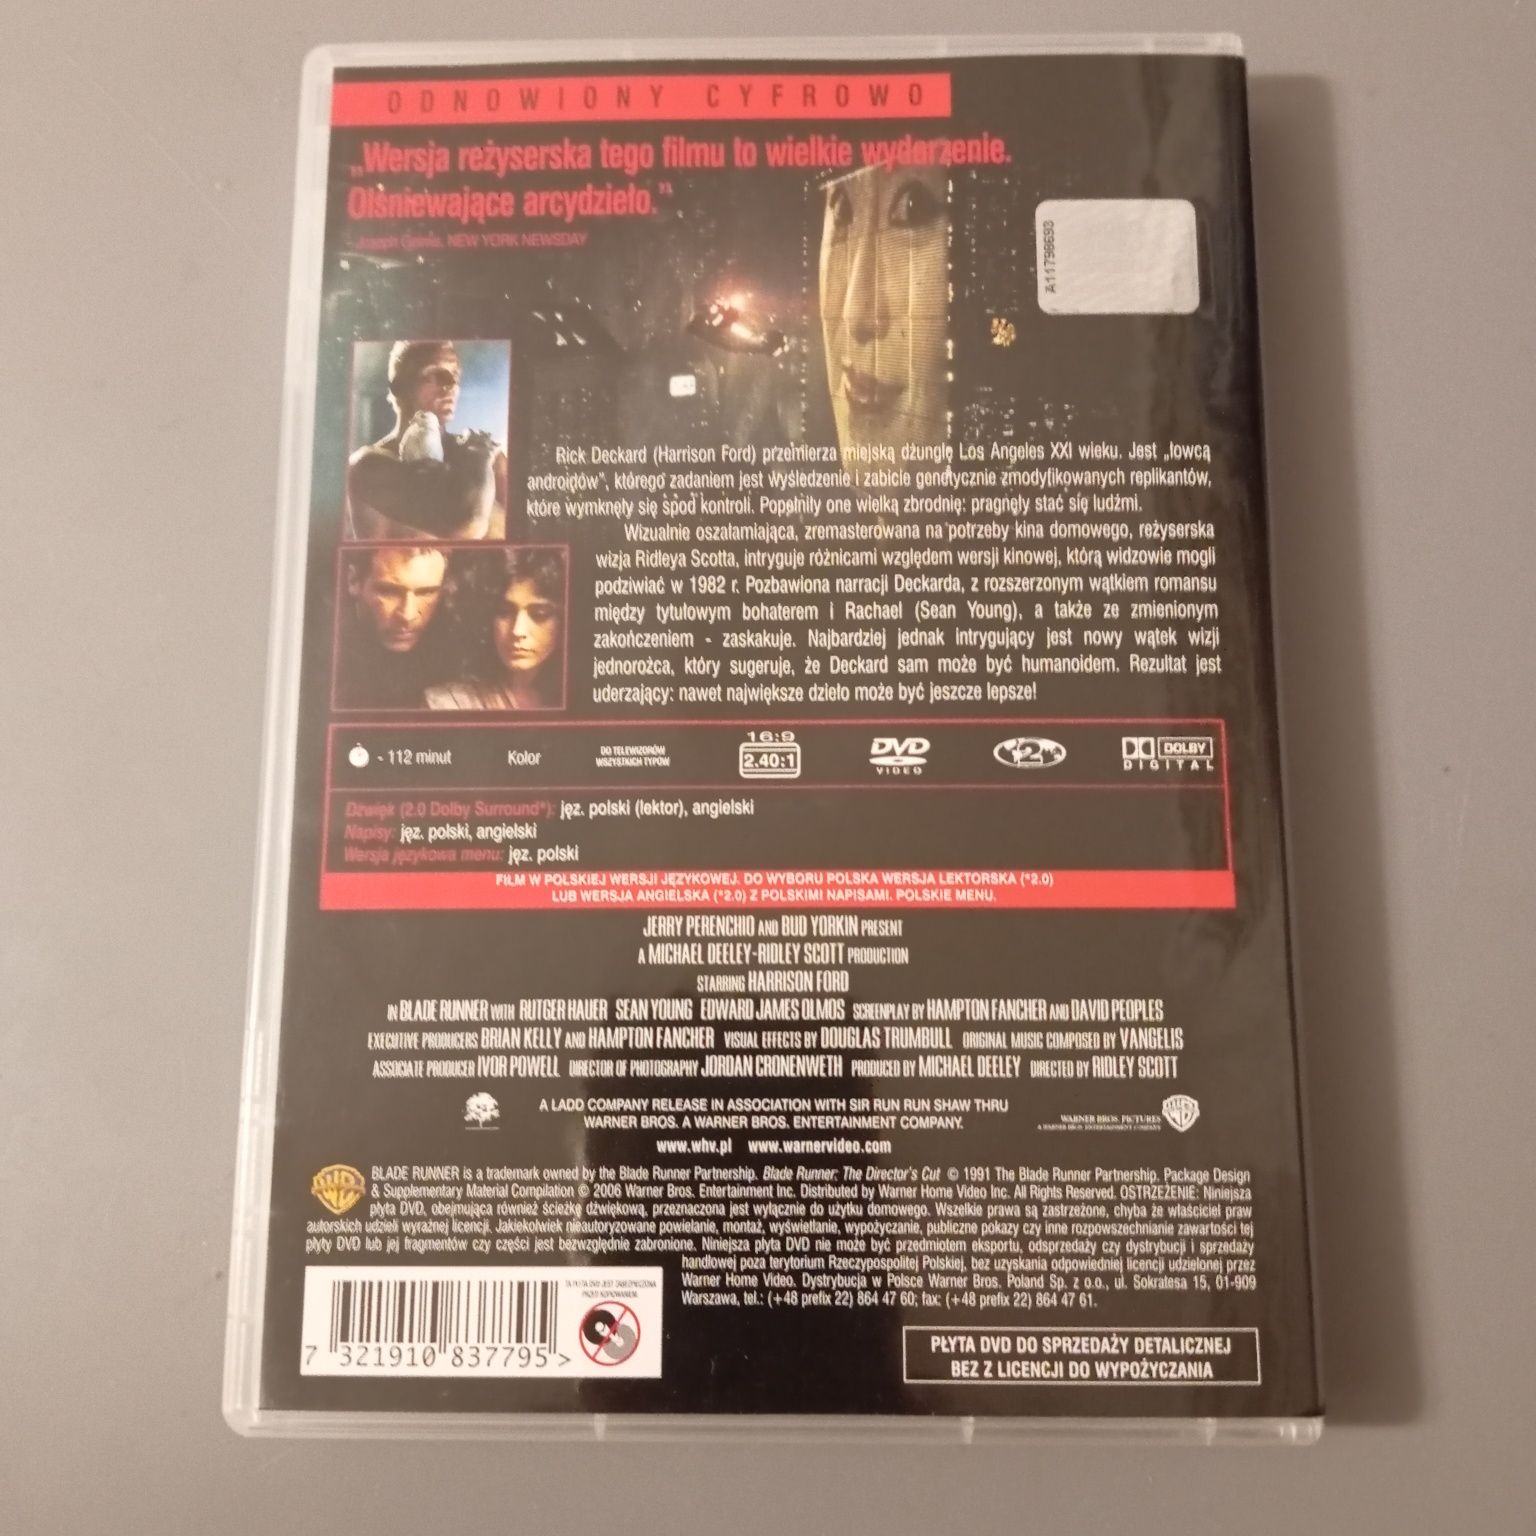 ODNOWIONY CYFROWO
„Wersja reżyserska tego filmu to wielkie wydarzenie.
Olśniewające arcydzieło."
- Joseph Gelmis, NEW YORK NEWSDAY
A11798693
Rick Deckard (Harrison Ford) przemierza miejską dżunglę Los Angeles XXI wieku. Jest „łowcą
androidów", którego zadaniem jest wyśledzenie i zabicie genetycznie zmodyfikowanych replikantów,
które wymknęły się spod kontroli. Popełniły one wielką zbrodnię: pragnęły stać się ludźmi.
Wizualnie oszałamiająca, zremasterowana na potrzeby kina domowego, reżyserska
wizja Ridleya Scotta, intryguje różnicami względem wersji kinowej, którą widzowie mogli
podziwiać w 1982 r. Pozbawiona narracji Deckarda, z rozszerzonym wątkiem romansu
między tytułowym bohaterem i Rachael (Sean Young), a także ze zmienionym
zakończeniem - zaskakuje. Najbardziej jednak intrygujący jest nowy wątek wizji
jednorożca, który sugeruje, że Deckard sam może być humanoidem. Rezultat jest
uderzający: nawet największe dzieło może być jeszcze lepsze!
- 112 minut Kolor DO TELEWIZORÓW WSZYSTKICH TYPÓW 16:9 2.40:1 DVD VIDEO 2 DOLBY DIGITAL
Dźwięk (2.0 Dolby Surround*): jęz. polski (lektor), angielski
Napisy: jęz. polski, angielski
Wersja językowa menu: jęz. polski
FILM W POLSKIEJ WERSJI JĘZYKOWEJ. DO WYBORU POLSKA WERSJA LEKTORSKA (*2.0)
LUB WERSJA ANGIELSKA (*2.0) Z POLSKIMI NAPISAMI. POLSKIE MENU.
JERRY PERENCHIO AND BUD YORKIN PRESENT
A MICHAEL DEELEY-RIDLEY SCOTT PRODUCTION
STARRING HARRISON FORD
IN BLADE RUNNER WITH RUTGER HAUER SEAN YOUNG EDWARD JAMES OLMOS SCREENPLAY BY HAMPTON FANCHER AND DAVID PEOPLES
EXECUTIVE PRODUCERS BRIAN KELLY AND HAMPTON FANCHER VISUAL EFFECTS BY DOUGLAS TRUMBULL ORIGINAL MUSIC COMPOSED BY VANGELIS
ASSOCIATE PRODUCER IVOR POWELL DIRECTOR OF PHOTOGRAPHY JORDAN CRONENWETH PRODUCED BY MICHAEL DEELEY DIRECTED BY RIDLEY SCOTT
A LADD COMPANY RELEASE IN ASSOCIATION WITH SIR RUN RUN SHAW THRU
WARNER BROS. A WARNER BROS. ENTERTAINMENT COMPANY.
WARNER BROS. PICTURES
A WARNER BROS. ENTERTAINMENT COMPANY
www.whv.pl www.warnervideo.com
BLADE RUNNER is a trademark owned by the Blade Runner Partnership. Blade Runner: The Director's Cut © 1991 The Blade Runner Partnership. Package Design
& Supplementary Material Compilation © 2006 Warner Bros. Entertainment Inc. Distributed by Warner Home Video Inc. All Rights Reserved. OSTRZEŻENIE: Niniejsza
płyta DVD, obejmująca również ścieżkę dźwiękową, przeznaczona jest wyłącznie do użytku domowego. Wszelkie prawa są zastrzeżone, chyba że właściciel praw
autorskich udzieli wyraźnej licencji. Jakiekolwiek nieautoryzowane powielanie, montaż, wyświetlanie, wypożyczanie, publiczne pokazy czy inne rozpowszechnianie zawartości tej
płyty DVD lub jej fragmentów czy części jest bezwzględnie zabronione. Niniejsza płyta DVD nie może być przedmiotem eksportu, odsprzedaży czy dystrybucji i sprzedaży
handlowej poza terytorium Rzeczypospolitej Polskiej, bez uzyskania odpowiedniej licencji udzielonej przez
Warner Home Video. Dystrybucja w Polsce Warner Bros. Poland Sp. z o.o., ul. Sokratesa 15, 01-909
Warszawa, tel.: (+48 prefix 22) 864 47 60; fax: (+48 prefix 22) 864 47 61.
TA PŁYTA DVD JEST ZABEZPIECZONA
PRZED KOPIOWANIEM.
7 321910 837795 >
PŁYTA DVD DO SPRZEDAŻY DETALICZNEJ
BEZ Z LICENCJI DO WYPOŻYCZANIA